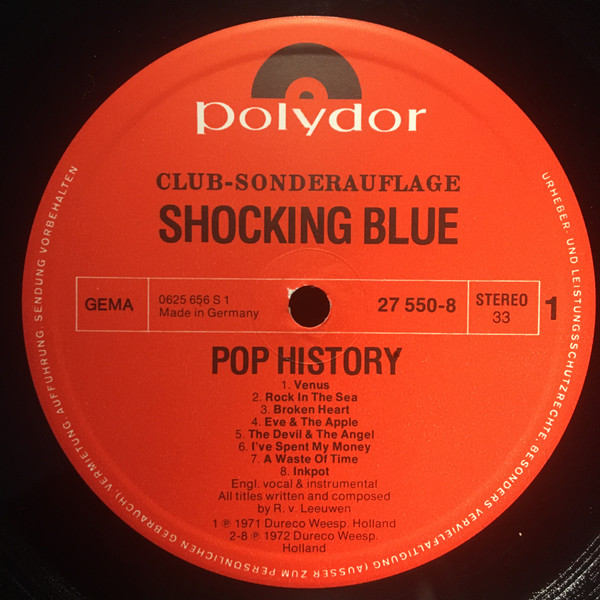 polydor
CLUB-SONDERAUFLAGE
SHOCKING BLUE
GEMA
0625 656 S 1
Made in Germany
27 550-8
STEREO
33
1
POP HISTORY
1. Venus
2. Rock In The Sea
3. Broken Heart
4. Eve & The Apple
5. The Devil & The Angel
6. I've Spent My Money
7. A Waste Of Time
8. Inkpot
Engl. vocal & instrumental
All titles written and composed
by R. v. Leeuwen
1 ℗ 1971 Dureco Weesp. Holland
2-8 ℗ 1972 Dureco Weesp.
Holland
URHEBER- UND LEISTUNGSSCHUTZRECHTE, BESONDERS VERVIELFÄLTIGUNG (AUSSER ZUM PERSÖNLICHEN GEBRAUCH), VERMIETUNG, AUFFÜHRUNG, SENDUNG VORBEHALTEN